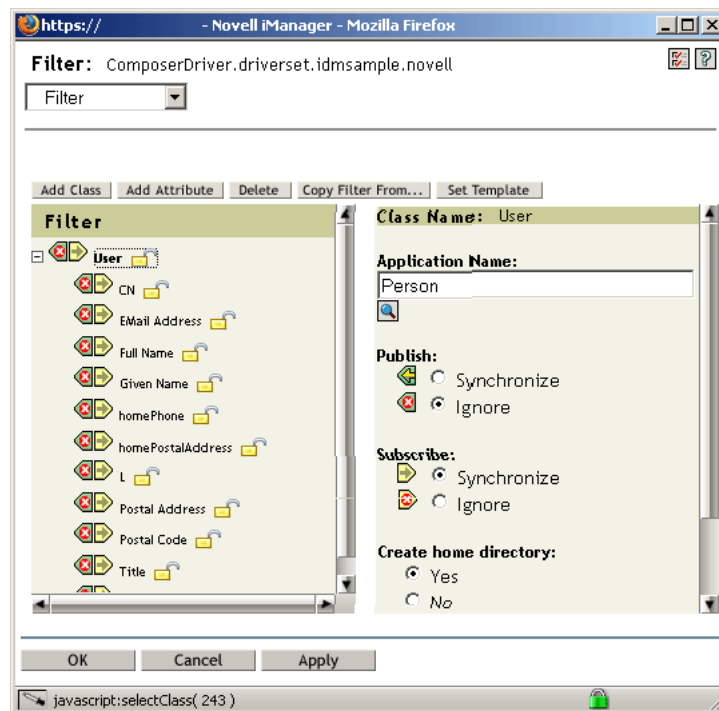 https:// - Novell iManager - Mozilla Firefox
Filter: ComposerDriver.driverset.idmsample.novell
Filter
Add Class Add Attribute Delete Copy Filter From... Set Template
Filter
User
CN
EMail Address
Full Name
Given Name
homePhone
homePostalAddress
L
Postal Address
Postal Code
Title
Class Name: User
Application Name:
Person
Publish:
Synchronize
Ignore
Subscribe:
Synchronize
Ignore
Create home directory:
Yes
No
OK Cancel Apply
javascript:selectClass( 243 )